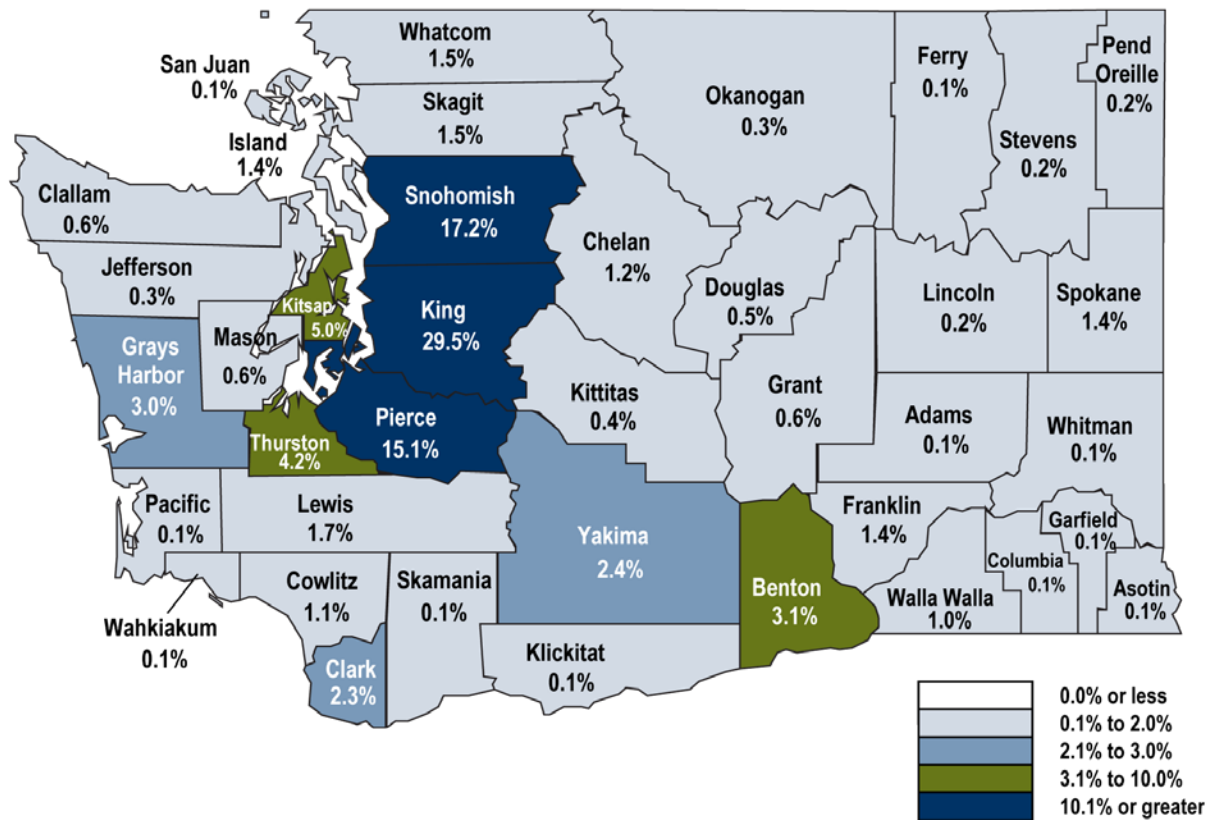 Whatcom
1.5%
San Juan
0.1%
Skagit
1.5%
Island
1.4%
Okanogan
0.3%
Ferry
0.1%
Pend
Oreille
0.2%
Stevens
0.2%
Clallam
0.6%
Snohomish
17.2%
Chelan
1.2%
Jefferson
0.3%
Kitsap
5.0%
King
29.5%
Douglas
0.5%
Lincoln
0.2%
Spokane
1.4%
Grays
Harbor
3.0%
Mason
0.6%
Kittitas
0.4%
Grant
0.6%
Adams
0.1%
Whitman
0.1%
Thurston
4.2%
Pierce
15.1%
Pacific
0.1%
Lewis
1.7%
Yakima
2.4%
Benton
3.1%
Franklin
1.4%
Garfield
0.1%
Columbia
0.1%
Walla Walla
1.0%
Asotin
0.1%
Wahkiakum
0.1%
Cowlitz
1.1%
Skamania
0.1%
Clark
2.3%
Klickitat
0.1%
0.0% or less
0.1% to 2.0%
2.1% to 3.0%
3.1% to 10.0%
10.1% or greater